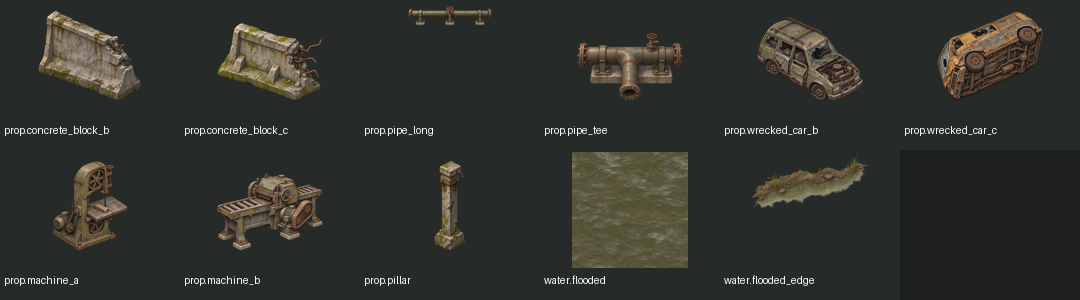 prop.concrete_block_b
prop.concrete_block_c
prop.pipe_long
prop.pipe_tee
prop.wrecked_car_b
prop.wrecked_car_c
prop.machine_a
prop.machine_b
prop.pillar
water.flooded
water.flooded_edge